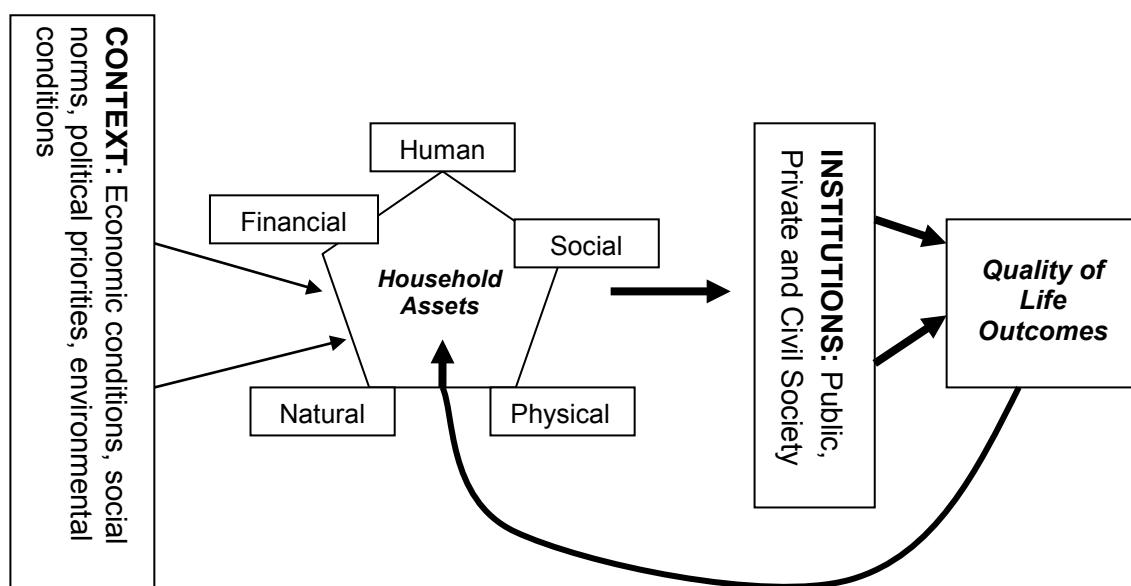 CONTEXT: Economic conditions, social
norms, political priorities, environmental
conditions
Human
Financial
Social
Household
Assets
Natural
Physical
INSTITUTIONS: Public,
Private and Civil Society
Quality of
Life
Outcomes